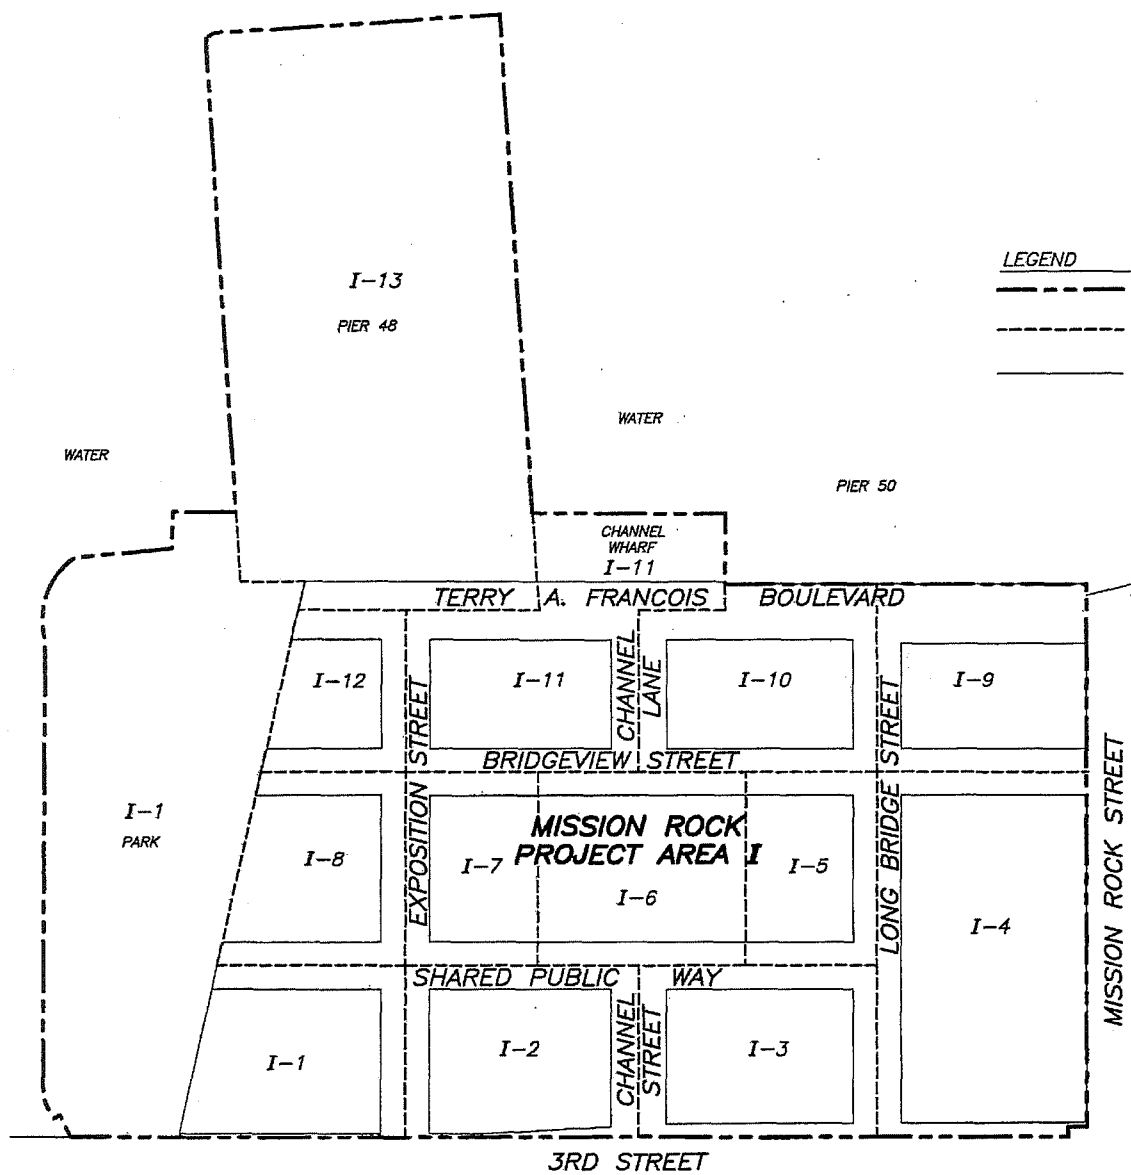 LEGEND
I-13
PIER 48
WATER
WATER
PIER 50
CHANNEL
WHARF
I-11
TERRY A. FRANCOIS BOULEVARD
I-12
I-11
CHANNEL
LANE
I-10
I-9
EXPOSITION STREET
BRIDGEVIEW STREET
LONG BRIDGE STREET
MISSION ROCK STREET
I-1
PARK
MISSION ROCK
PROJECT AREA I
I-8
I-7
I-6
I-5
I-4
SHARED PUBLIC WAY
I-1
I-2
CHANNEL
STREET
I-3
3RD STREET